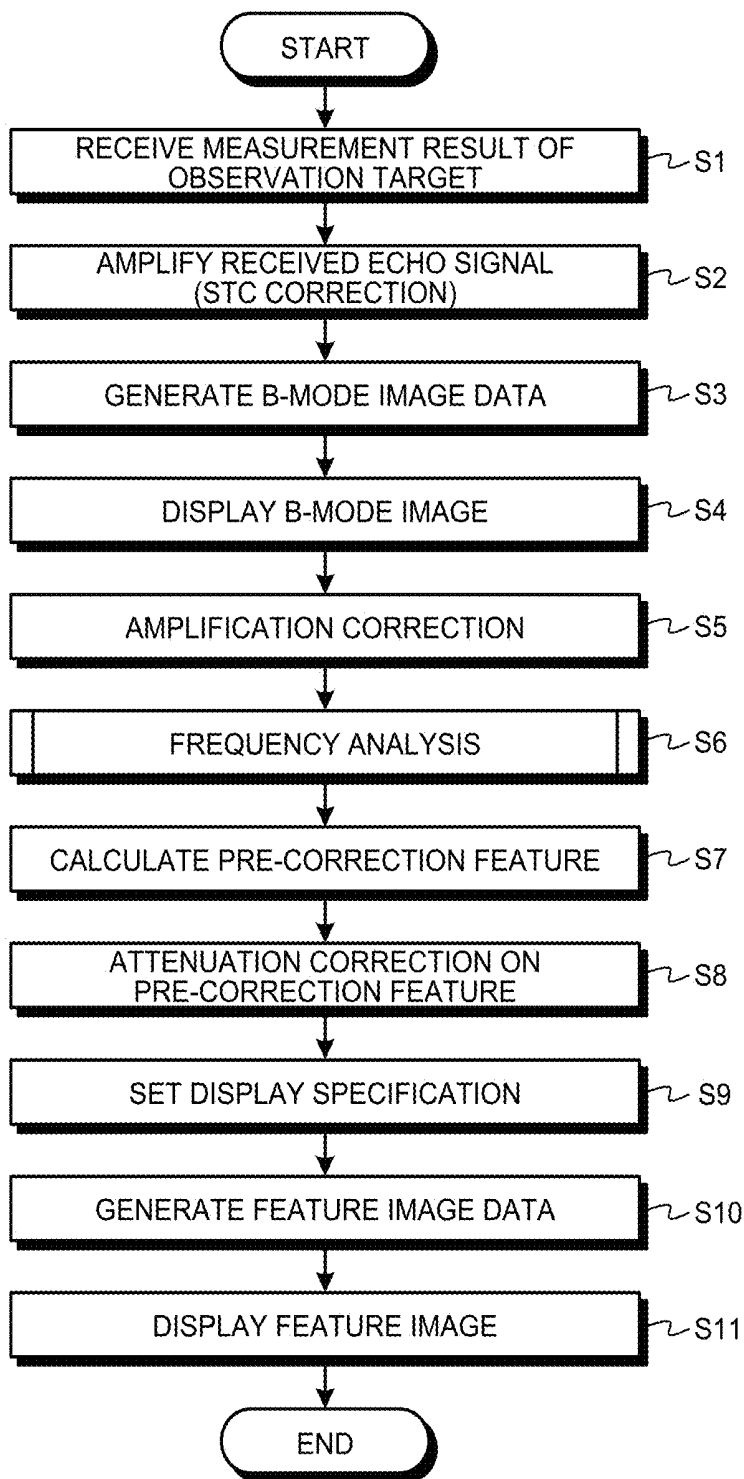 START
RECEIVE MEASUREMENT RESULT OF
OBSERVATION TARGET
S1
AMPLIFY RECEIVED ECHO SIGNAL
(STC CORRECTION)
S2
GENERATE B-MODE IMAGE DATA
S3
DISPLAY B-MODE IMAGE
S4
AMPLIFICATION CORRECTION
S5
FREQUENCY ANALYSIS
S6
CALCULATE PRE-CORRECTION FEATURE
S7
ATTENUATION CORRECTION ON
PRE-CORRECTION FEATURE
S8
SET DISPLAY SPECIFICATION
S9
GENERATE FEATURE IMAGE DATA
S10
DISPLAY FEATURE IMAGE
S11
END